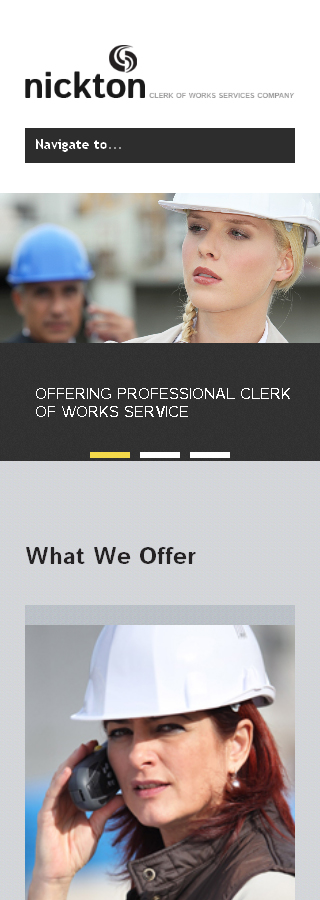 nickton
CLERK OF WORKS SERVICES COMPANY
Navigate to...
OFFERING PROFESSIONAL CLERK
OF WORKS SERVICE
What We Offer